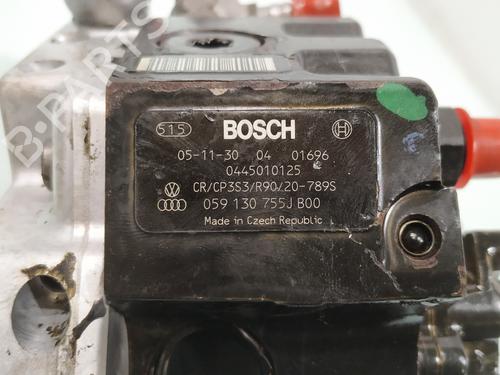 B-PARTS
515 BOSCH
05-11-30 04 01696
0445010125
CR/CP3S3/R90/20-789S
059 130 755J B00
Made in Czech Republic